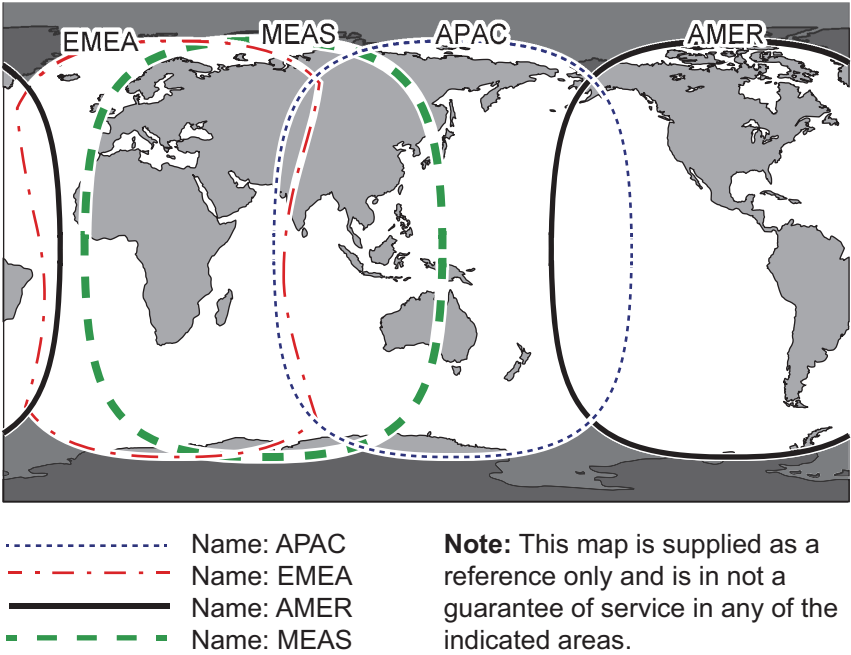 EMEA
MEAS
APAC
AMER
Name: APAC
Name: EMEA
Name: AMER
Name: MEAS
Note: This map is supplied as a
reference only and is in not a
guarantee of service in any of the
indicated areas.